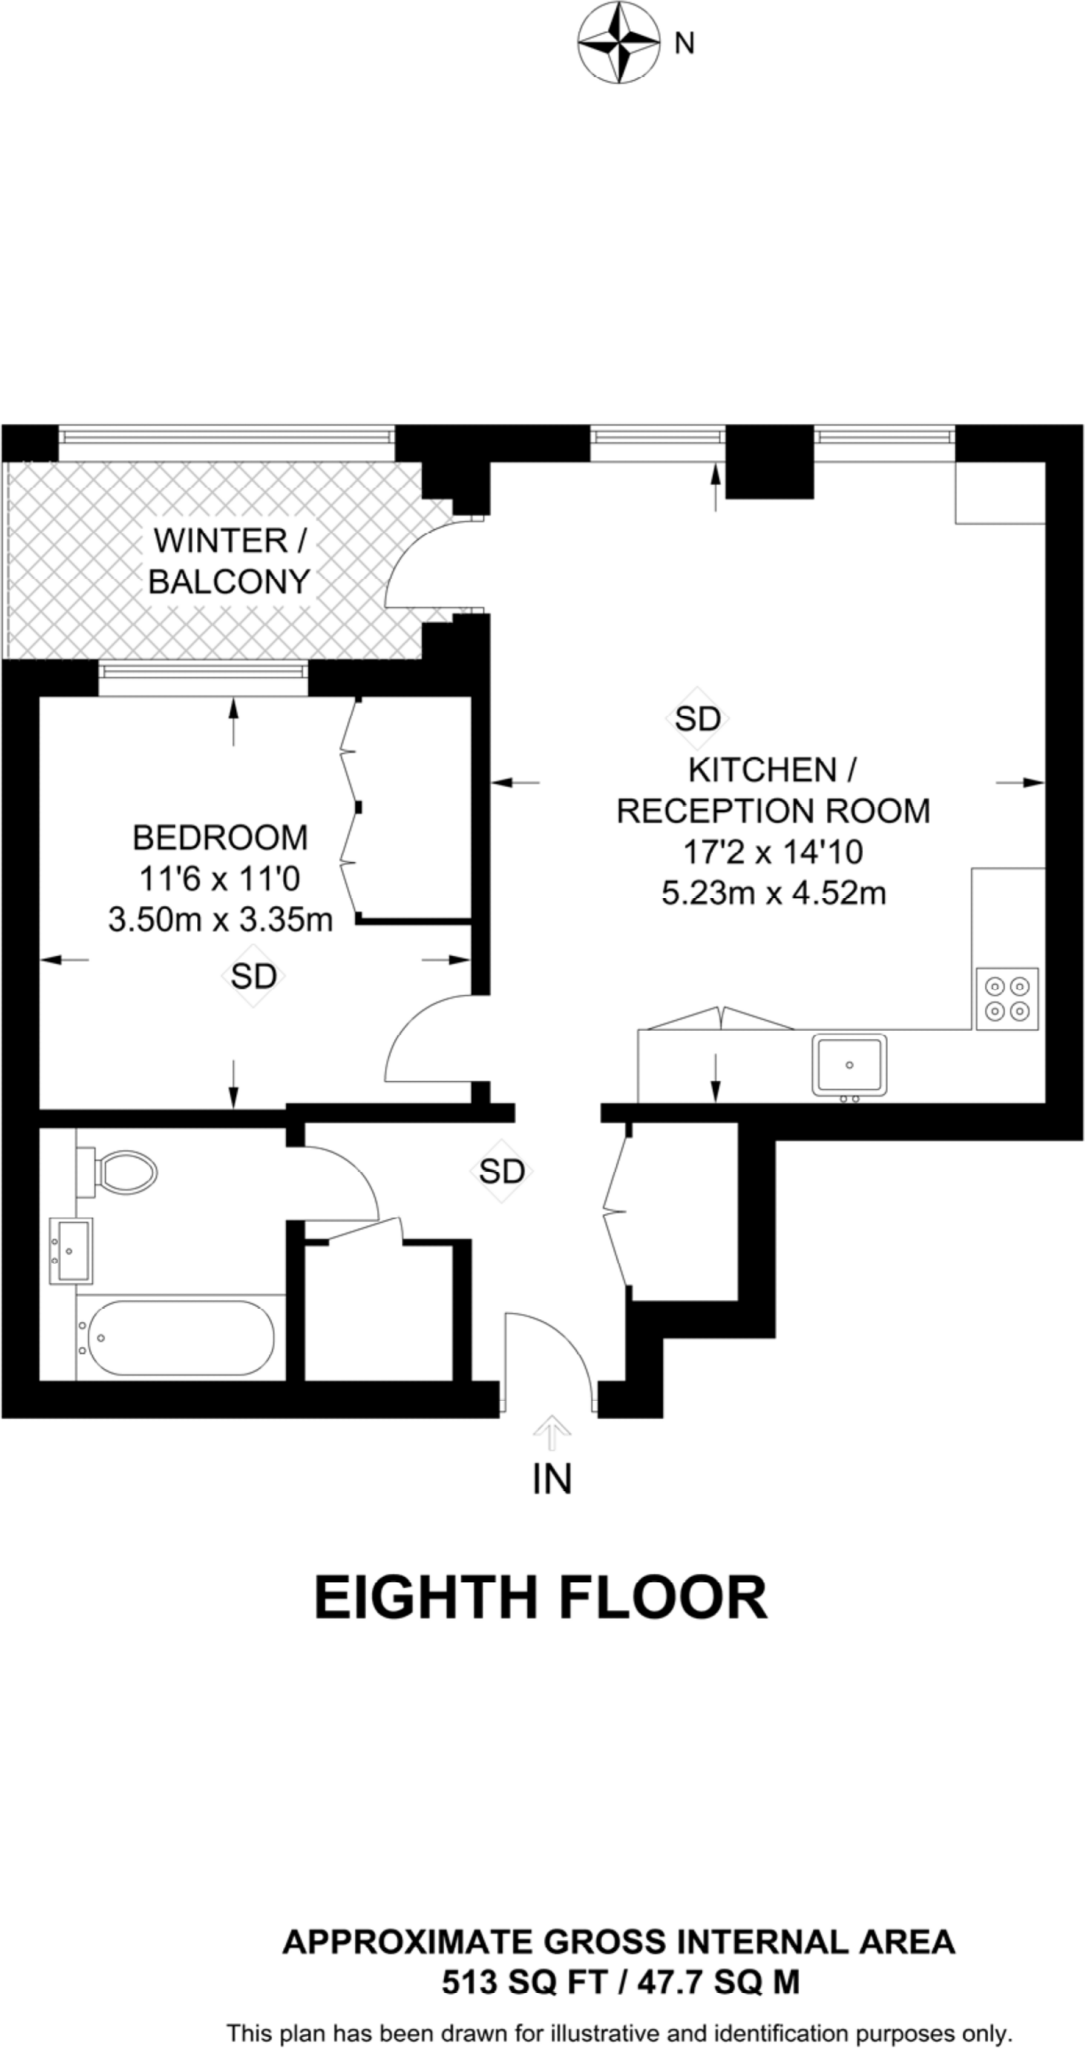 N
WINTER /
BALCONY
SD
KITCHEN /
RECEPTION ROOM
17'2 x 14'10
5.23m x 4.52m
BEDROOM
11'6 x 11'0
3.50m x 3.35m
SD
SD
IN
EIGHTH FLOOR
APPROXIMATE GROSS INTERNAL AREA
513 SQ FT / 47.7 SQ M
This plan has been drawn for illustrative and identification purposes only.